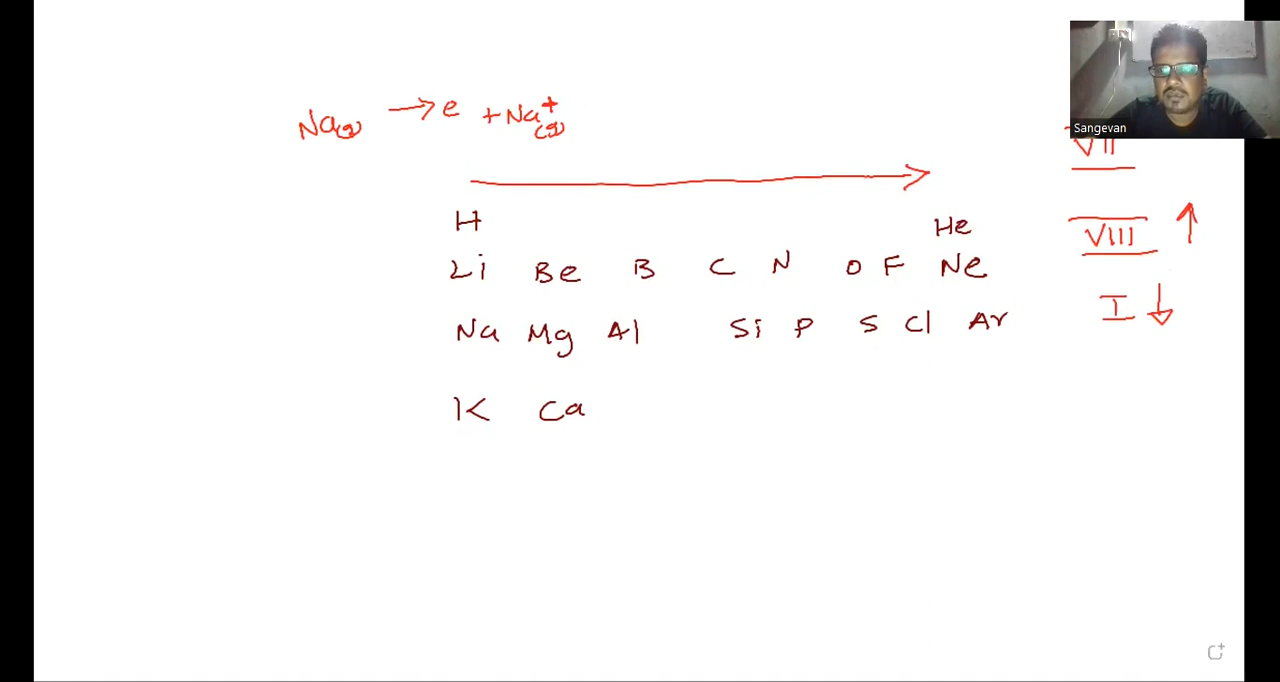 Na(g) → e + Na⁺(g)
Sangevan
VII
H He
VIII ↑
Li Be B C N O F Ne
I ↓
Na Mg Al Si P S Cl Ar
K Ca